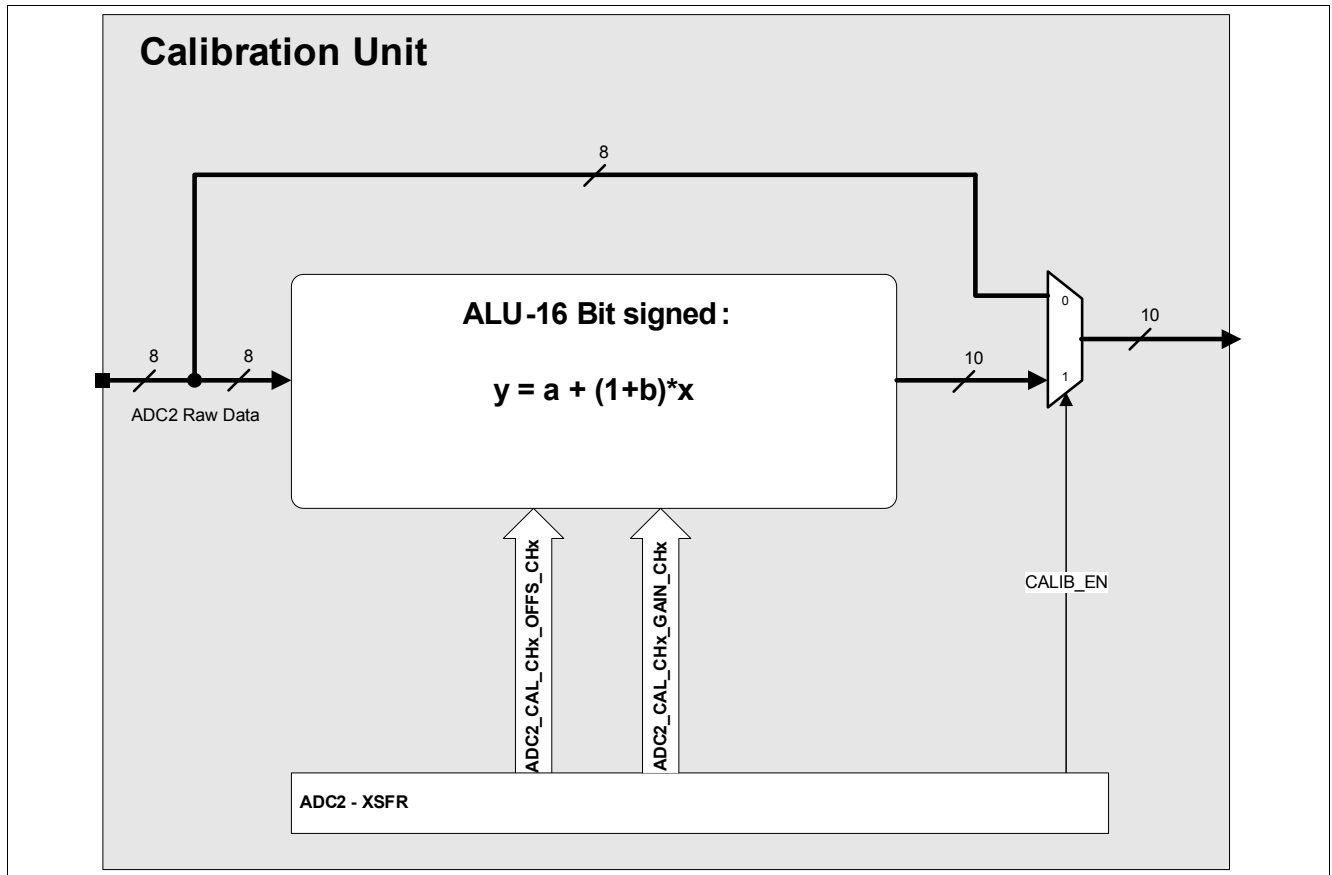 Calibration Unit
8
ALU-16 Bit signed:
y = a + (1+b)*x
8
8
ADC2 Raw Data
10
0
1
10
ADC2_CAL_CHx_OFFS_CHx
ADC2_CAL_CHx_GAIN_CHx
CALIB_EN
ADC2 - XSFR